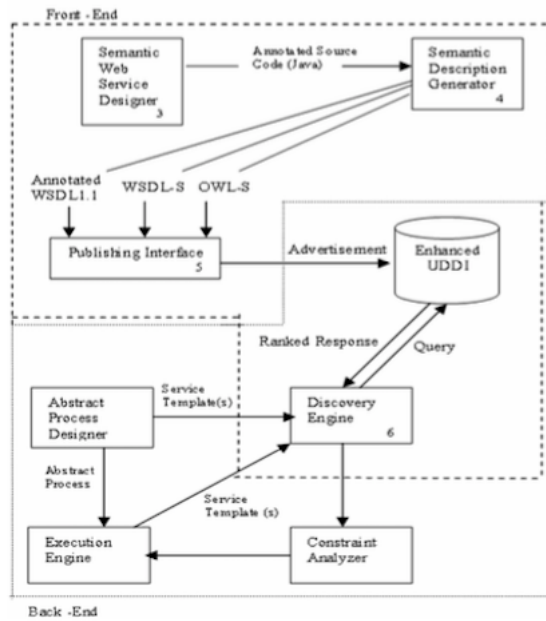 Front -End
Semantic
Web
Service
Designer
3
Annotated Source
Code (Java)
Semantic
Description
Generator
4
Annotated
WSDL1.1
WSDL-S
OWL-S
Publishing Interface
5
Advertisement
Enhanced
UDDI
Ranked Response
Query
Abstract
Process
Designer
Service
Template(s)
Discovery
Engine
6
Abstract
Process
Service
Template (s)
Execution
Engine
Constraint
Analyzer
Back -End